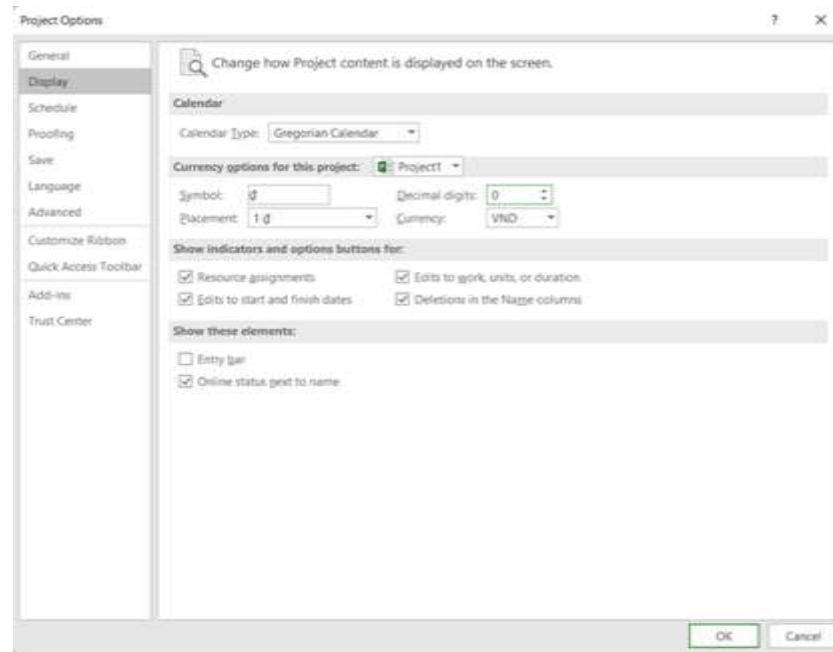 Project Options
General
Display
Schedule
Proofing
Save
Language
Advanced
Customize Ribbon
Quick Access Toolbar
Add-ins
Trust Center
Change how Project content is displayed on the screen.
Calendar
Calendar Type: Gregorian Calendar
Currency options for this project: Project1
Symbol: ₫ Decimal digits: 0
Placement: 1 ₫ Currency: VND
Show indicators and options buttons for:
Resource assignments Edits to work, units, or duration
Edits to start and finish dates Deletions in the Name columns
Show these elements:
Entry bar
Online status next to name
OK Cancel